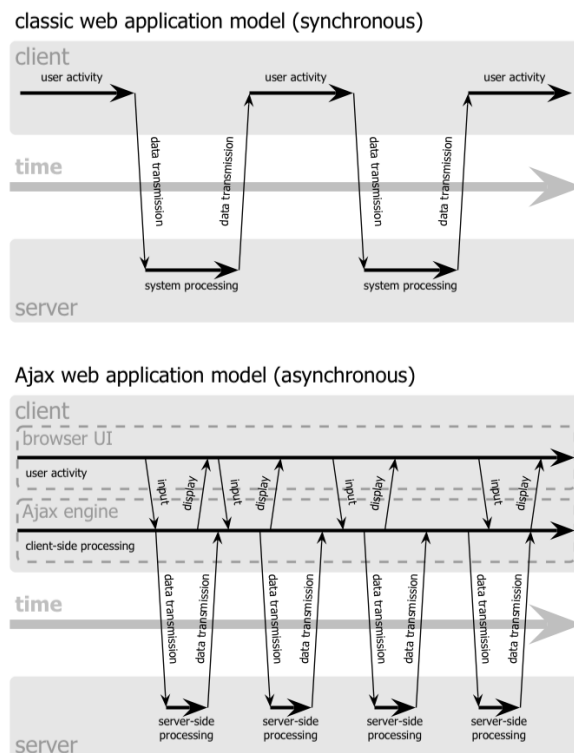 classic web application model (synchronous)
client
user activity
user activity
user activity
data transmission
data transmission
data transmission
data transmission
time
system processing
system processing
server
Ajax web application model (asynchronous)
client
browser UI
user activity
input
display
input
display
input
display
input
display
Ajax engine
client-side processing
data transmission
data transmission
data transmission
data transmission
data transmission
data transmission
data transmission
data transmission
time
server-side
processing
server-side
processing
server-side
processing
server-side
processing
server